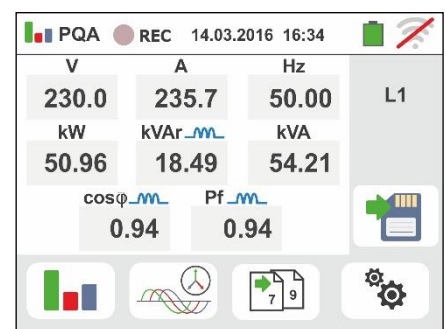 PQA REC 14.03.2016 16:34
V A Hz
230.0 235.7 50.00 L1
kW kVAr kVA
50.96 18.49 54.21
cosφ Pf
0.94 0.94
7 9